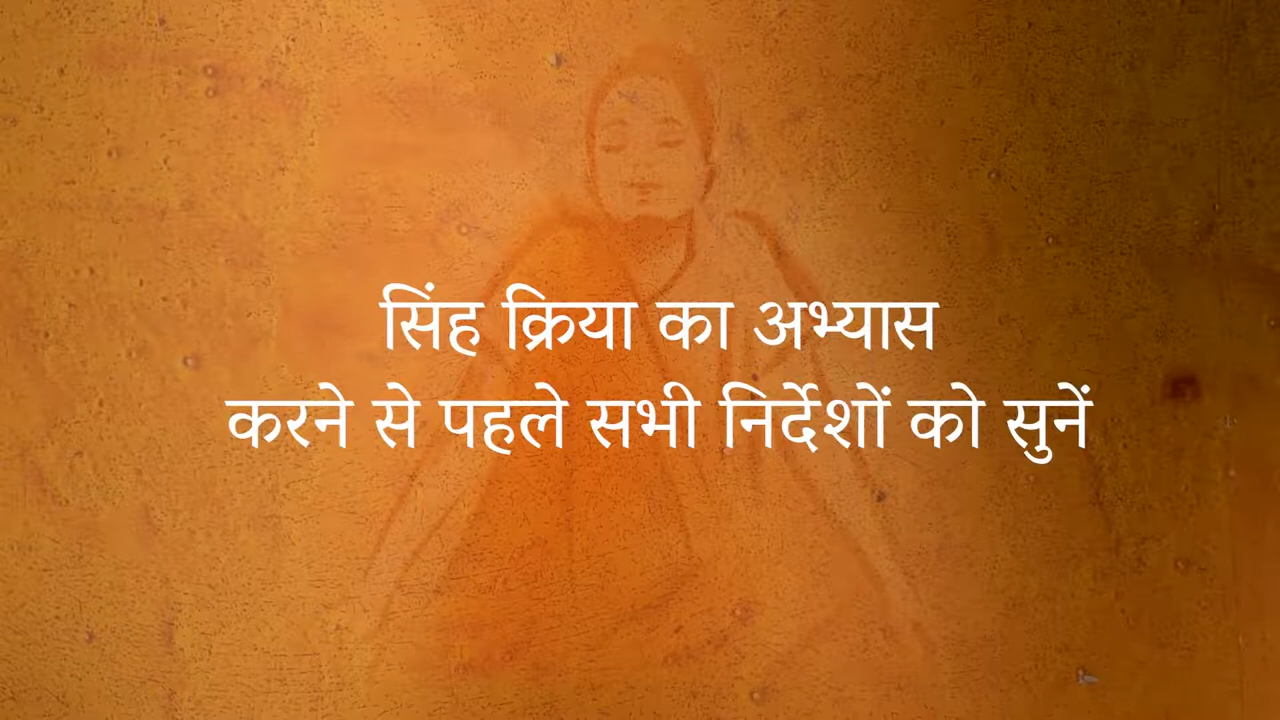 सिंह क्रिया का अभ्यास
करने से पहले सभी निर्देशों को सुनें